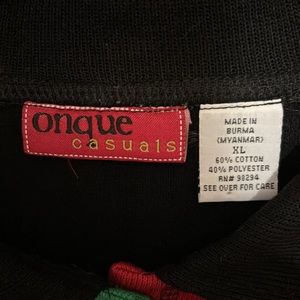 onque
casuals
MADE IN
BURMA
(MYANMAR)
XL
60% COTTON
40% POLYESTER
RN# 98294
SEE OVER FOR CARE